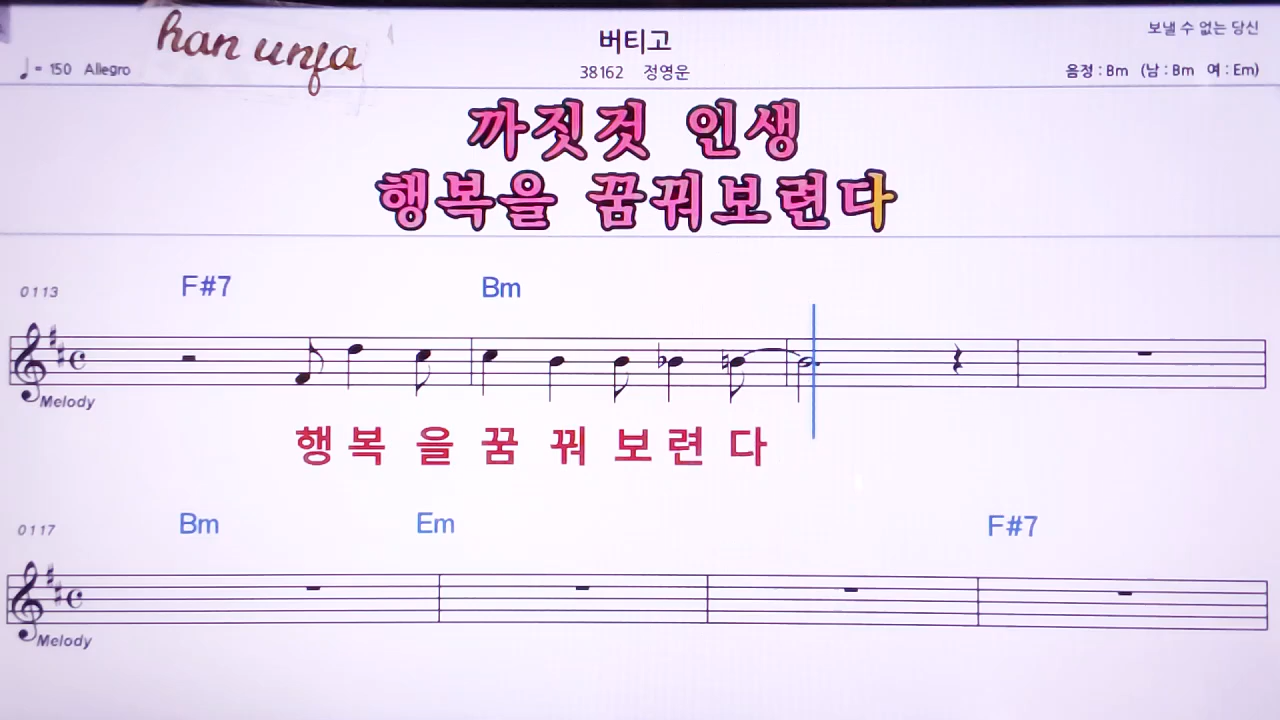 han unja
버티고
보낼 수 없는 당신
♩= 150 Allegro
38162 정영운
음정 : Bm (남 : Bm 여 : Em)
까짓것 인생
행복을 꿈꿔보련다
0113 F#7 Bm
Melody
행 복 을 꿈 꿔 보 련 다
0117 Bm Em F#7
Melody